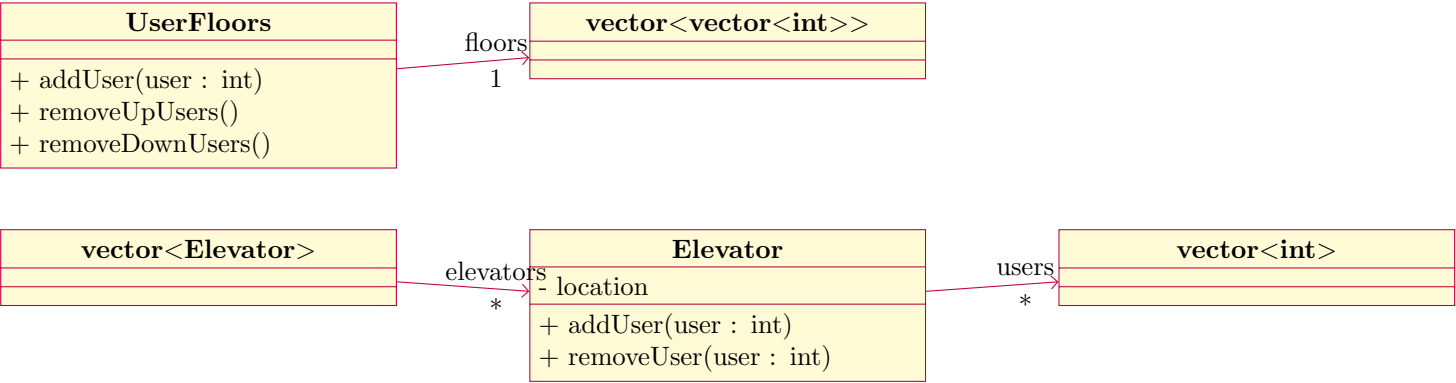 UserFloors
+ addUser(user : int)
+ removeUpUsers()
+ removeDownUsers()
floors
1
vector<vector<int>>
vector<Elevator>
elevators
*
Elevator
- location
+ addUser(user : int)
+ removeUser(user : int)
users
*
vector<int>